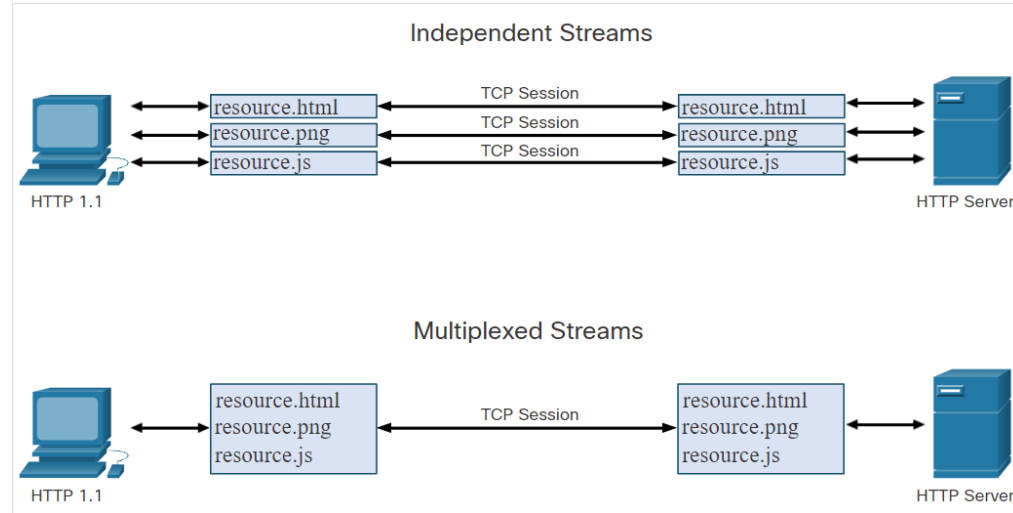 Independent Streams
TCP Session
resource.html resource.html
TCP Session
resource.png resource.png
TCP Session
resource.js resource.js
HTTP 1.1 HTTP Server
Multiplexed Streams
resource.html resource.html
TCP Session
resource.png resource.png
resource.js resource.js
HTTP 1.1 HTTP Server